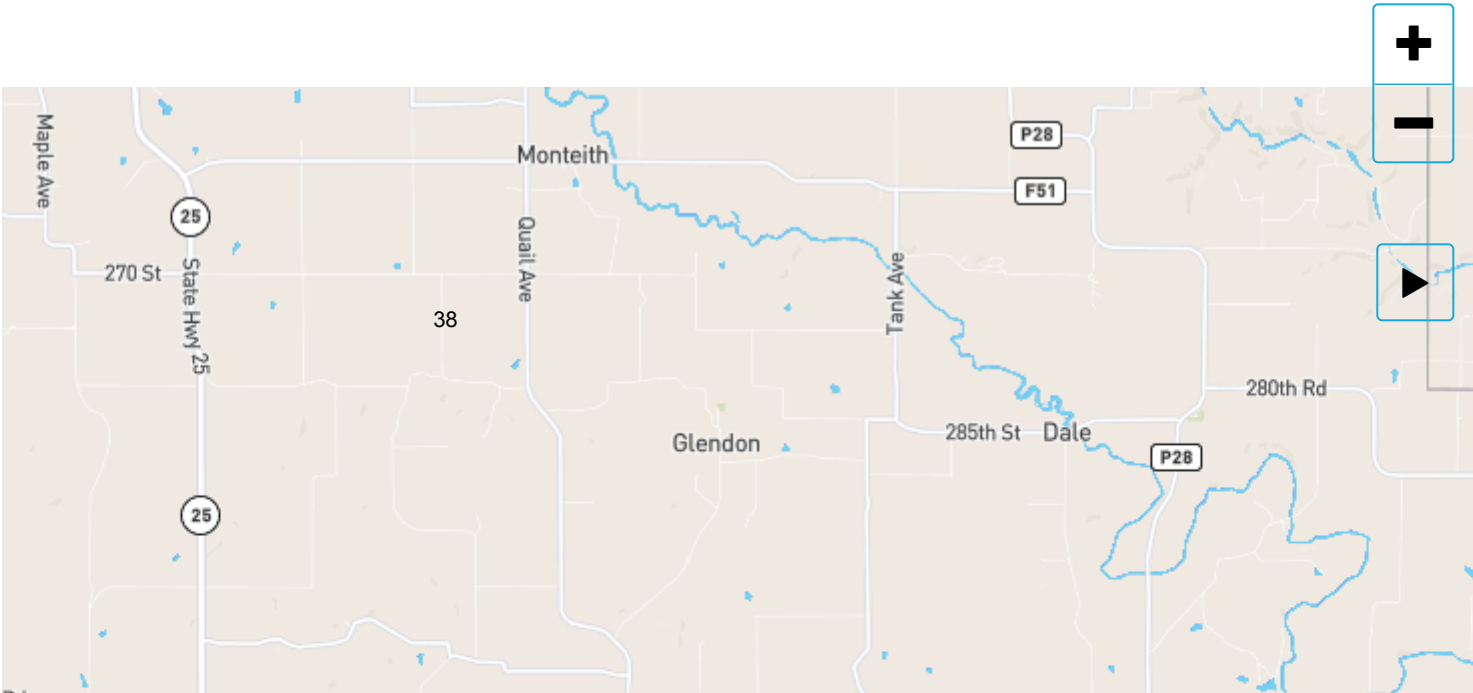 Maple Ave
P28
Monteith
F51
25
Quail Ave
270 St
State Hwy 25
Tank Ave
38
280th Rd
Glendon
285th St
Dale
P28
25